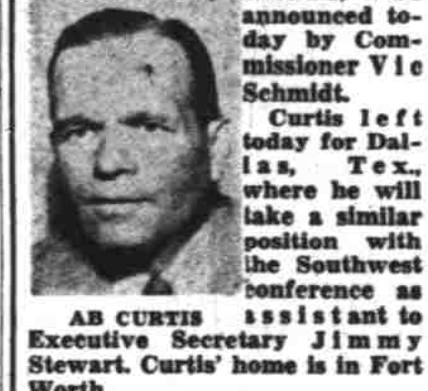 announced to-
day by Com-
missioner Vic
Schmidt.
Curtis left
today for Dal-
las, Tex.,
where he will
take a similar
position with
the Southwest
conference as
AB CURTIS assistant to
Executive Secretary Jimmy
Stewart. Curtis' home is in Fort
Worth